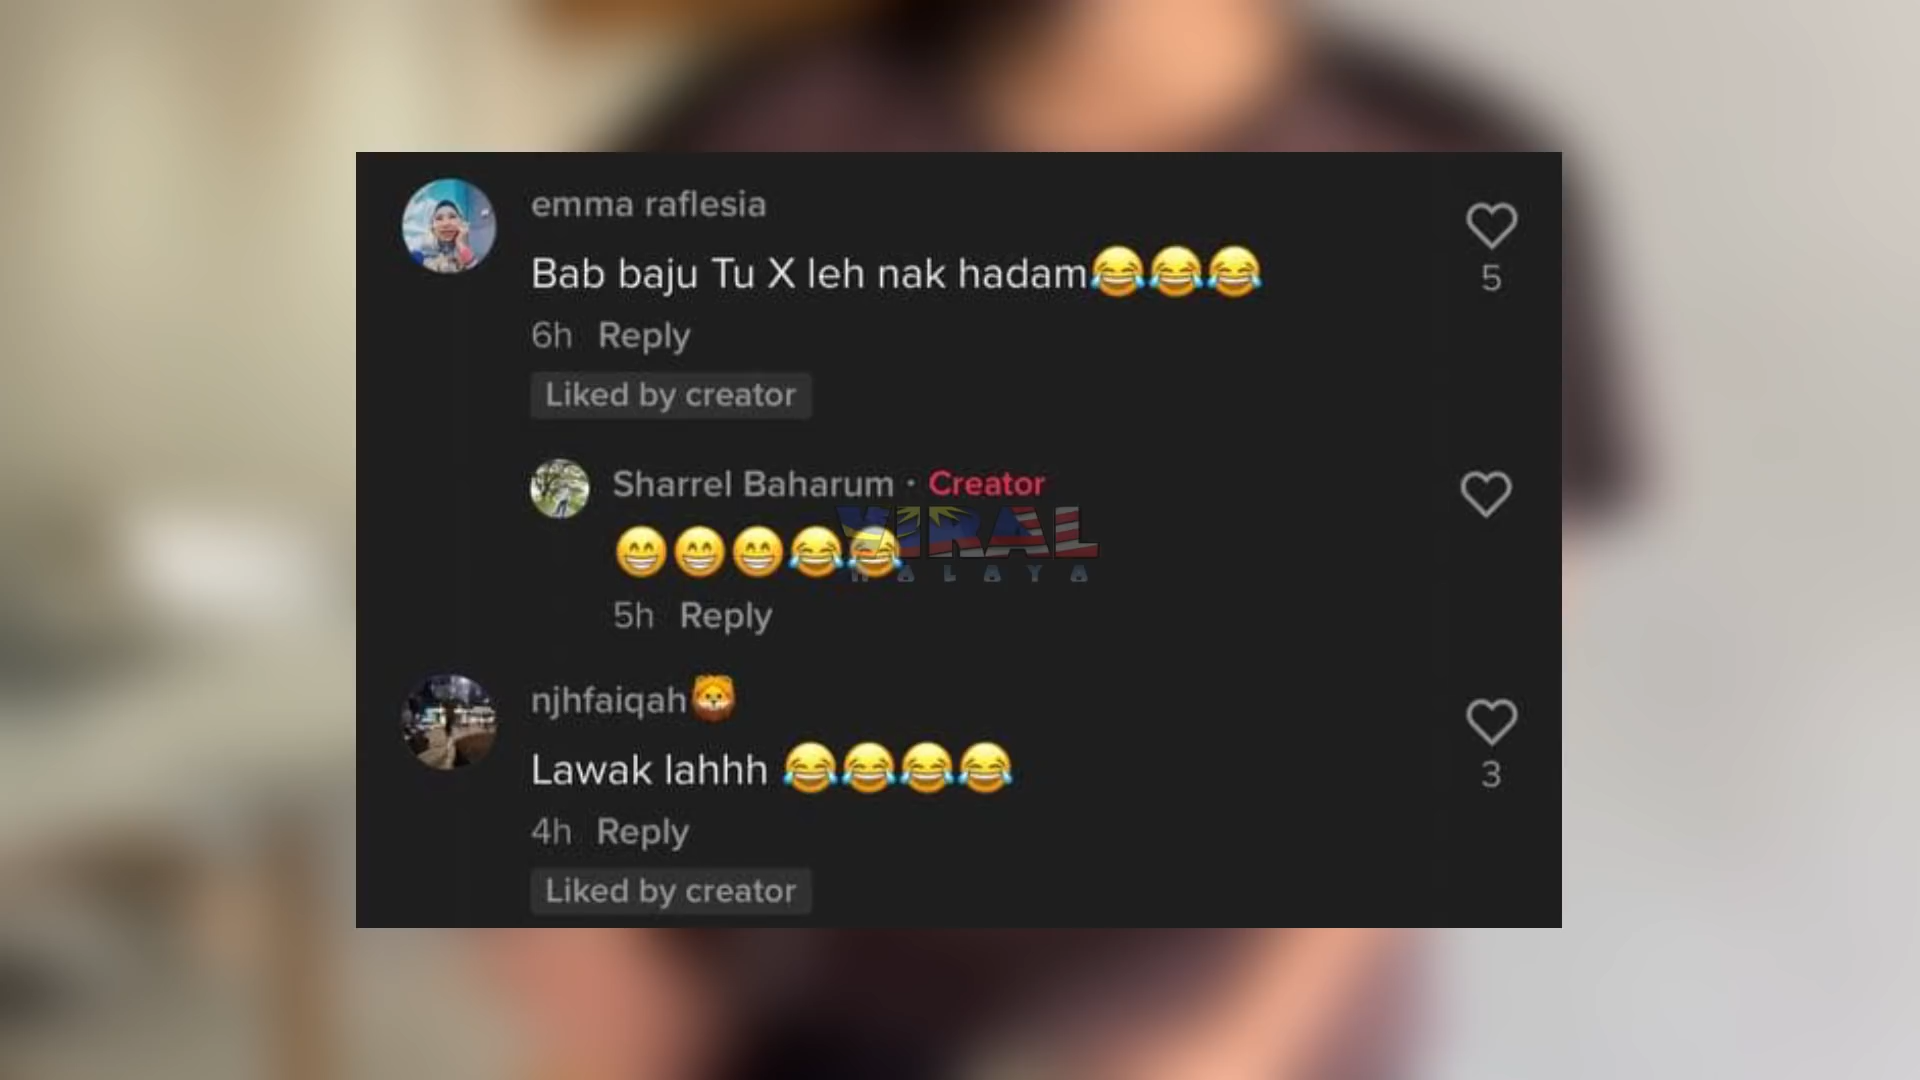 emma raflesia
Bab baju Tu X leh nak hadam😂😂😂
5
6h Reply
Liked by creator
Sharrel Baharum · Creator
😁😁😁😂😂
VIRAL
MALAYA
5h Reply
njhfaiqah🦁
Lawak lahhh 😂😂😂😂
3
4h Reply
Liked by creator